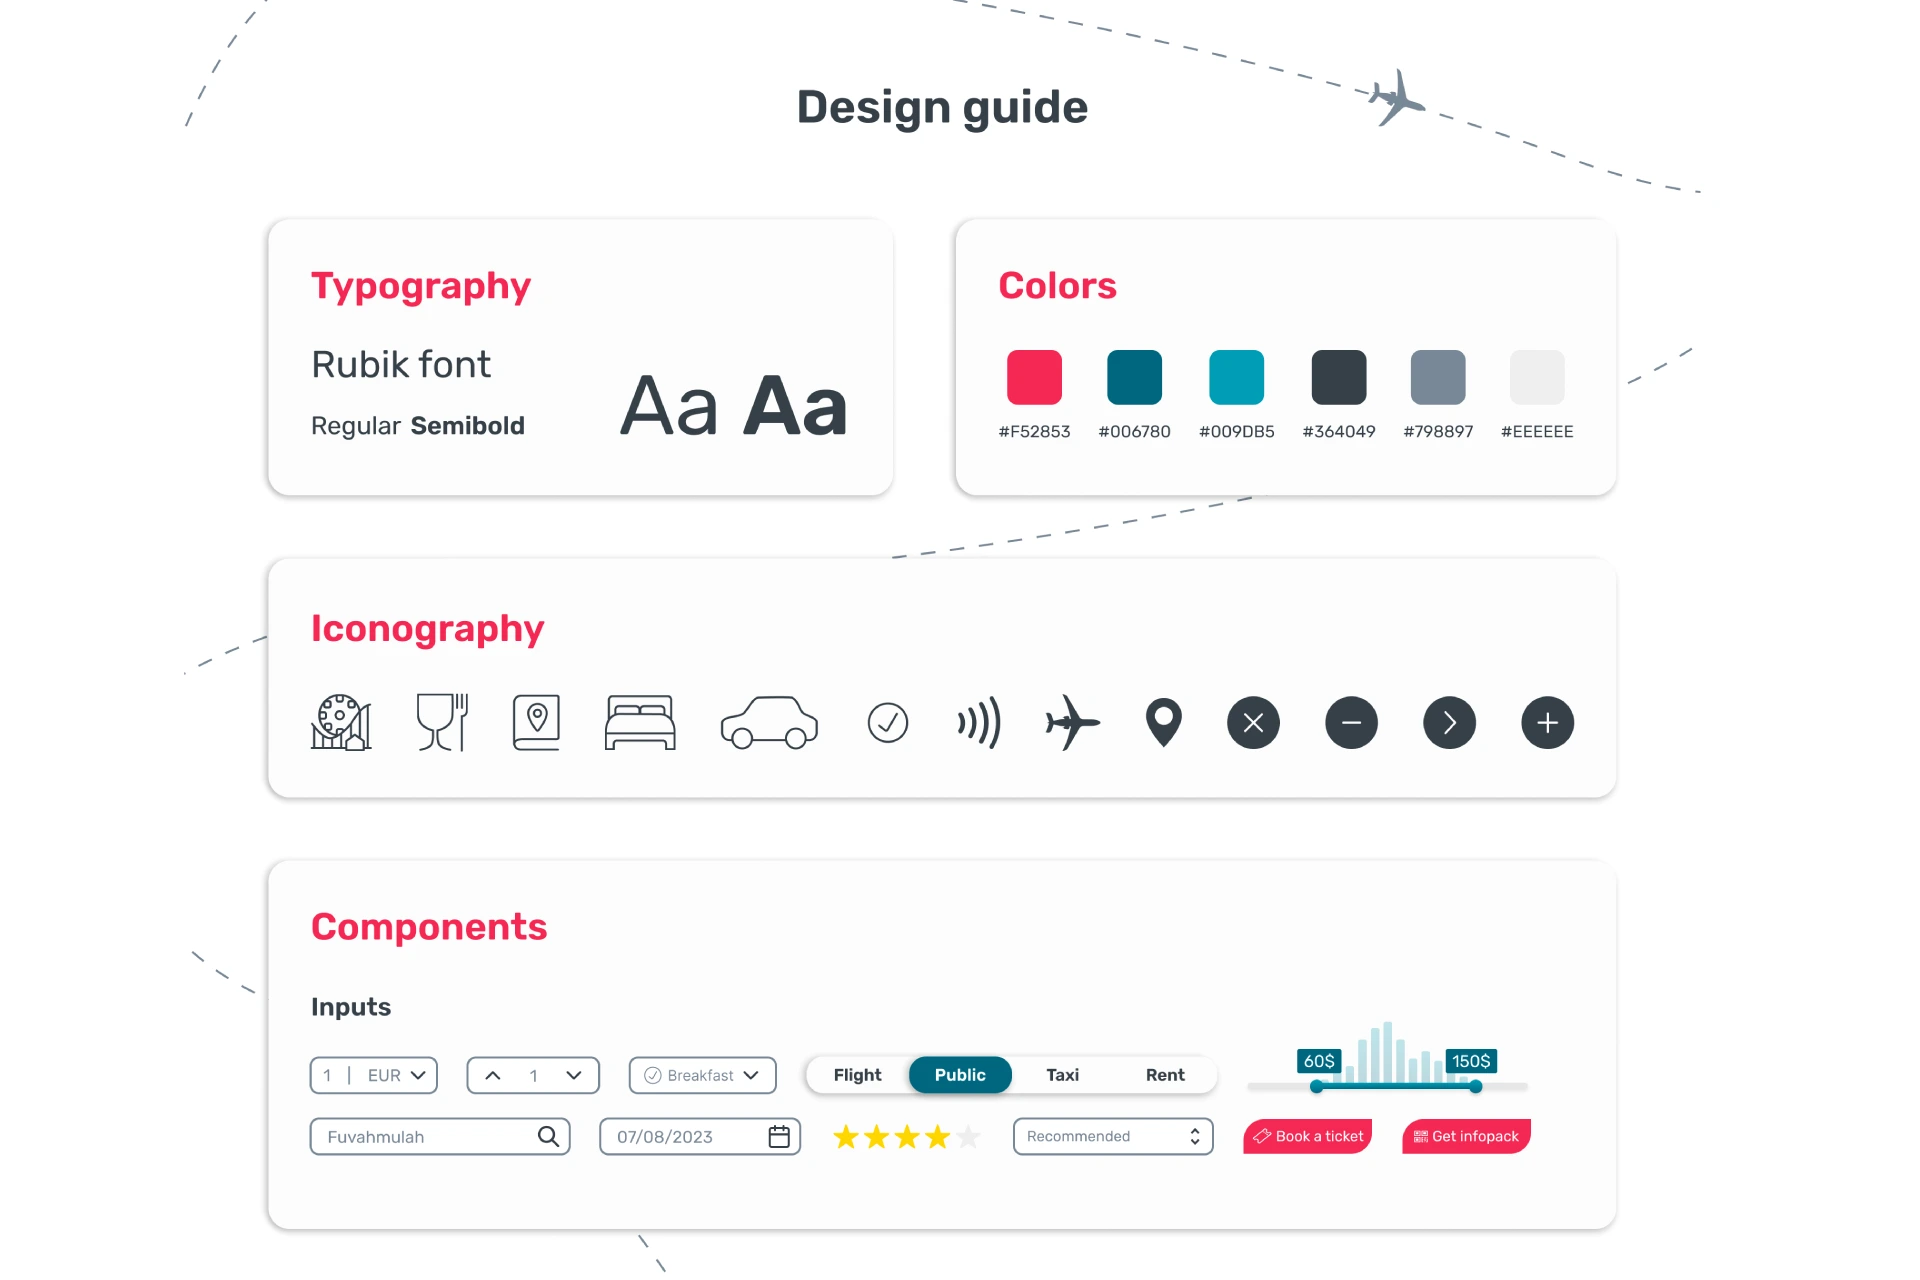 Design guide
Typography
Rubik font
Regular Semibold
Aa Aa
Colors
#F52853 #006780 #009DB5 #364049 #798897 #EEEEEE
Iconography
Components
Inputs
1 | EUR
1
Breakfast
Flight Public Taxi Rent
60$ 150$
Fuvahmulah
07/08/2023
Recommended
Book a ticket
Get infopack